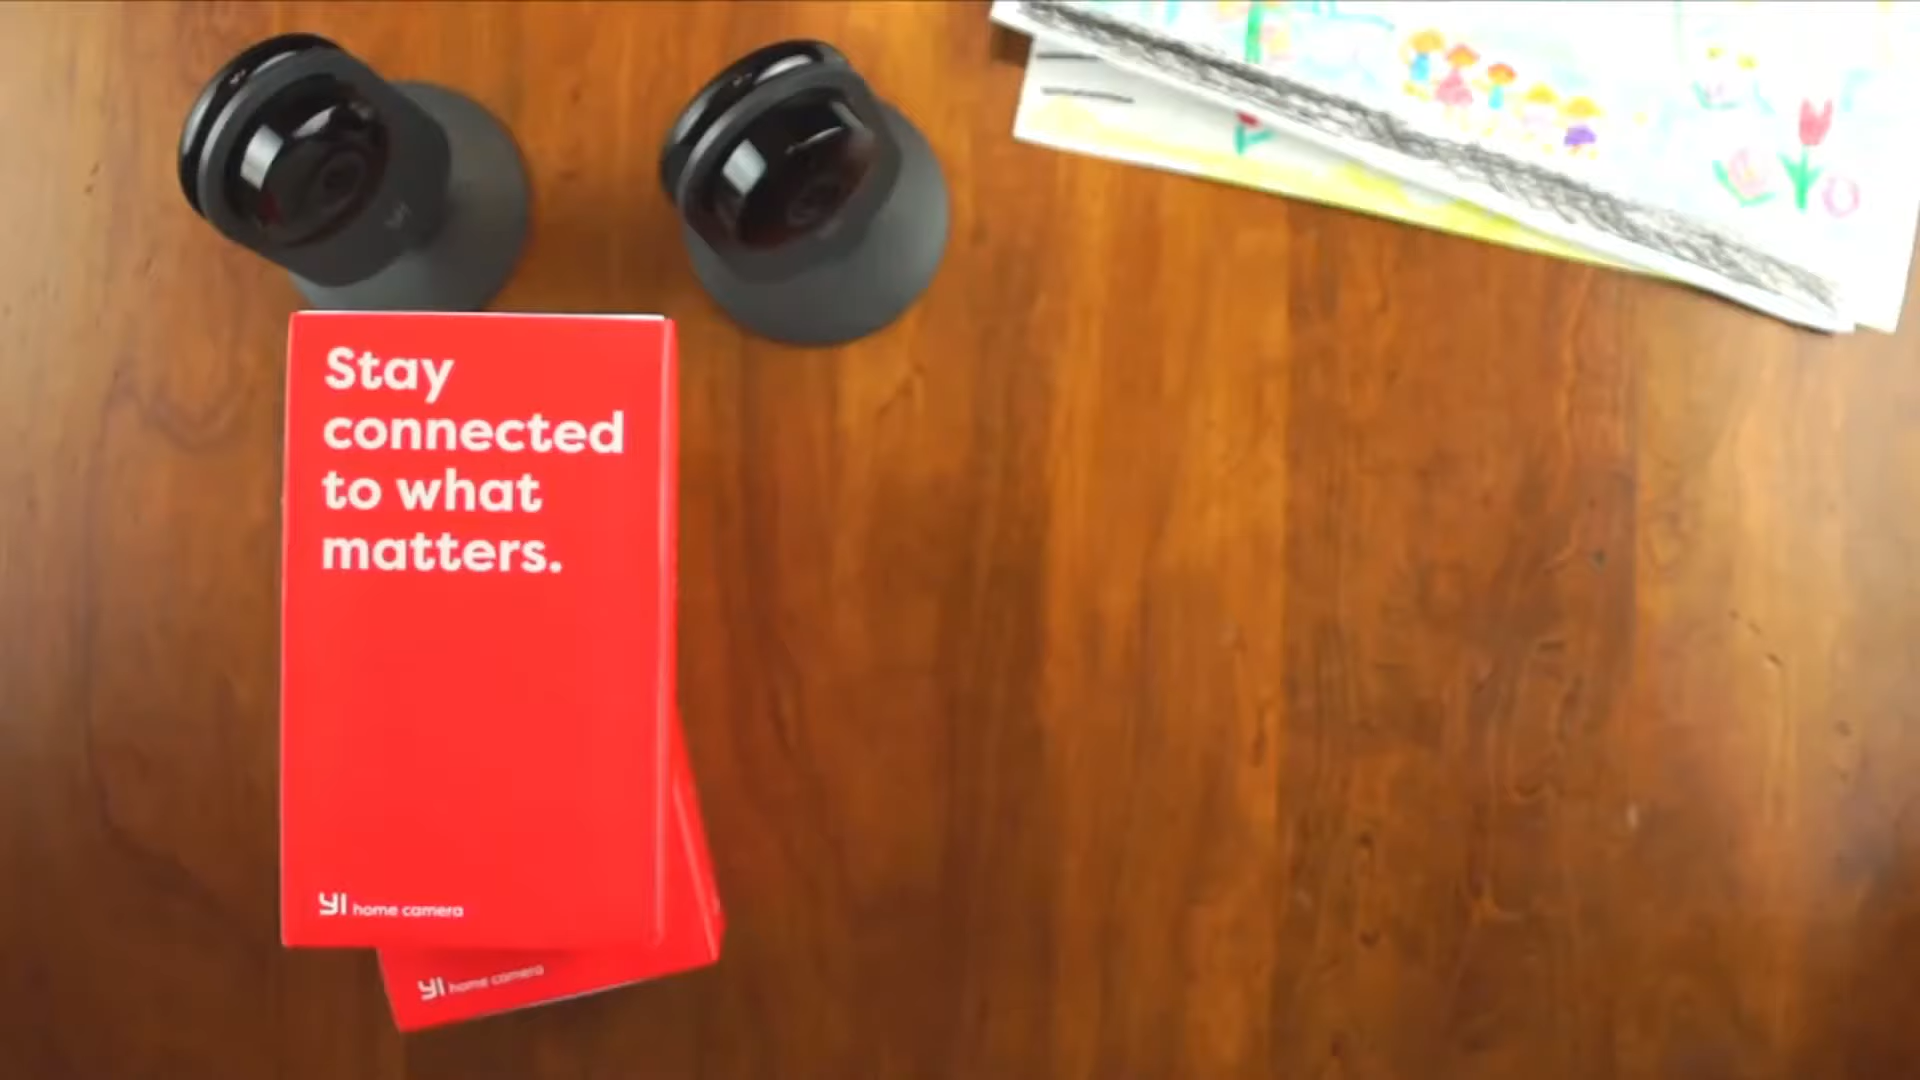 Stay
connected
to what
matters.
YI home camera
YI home camera